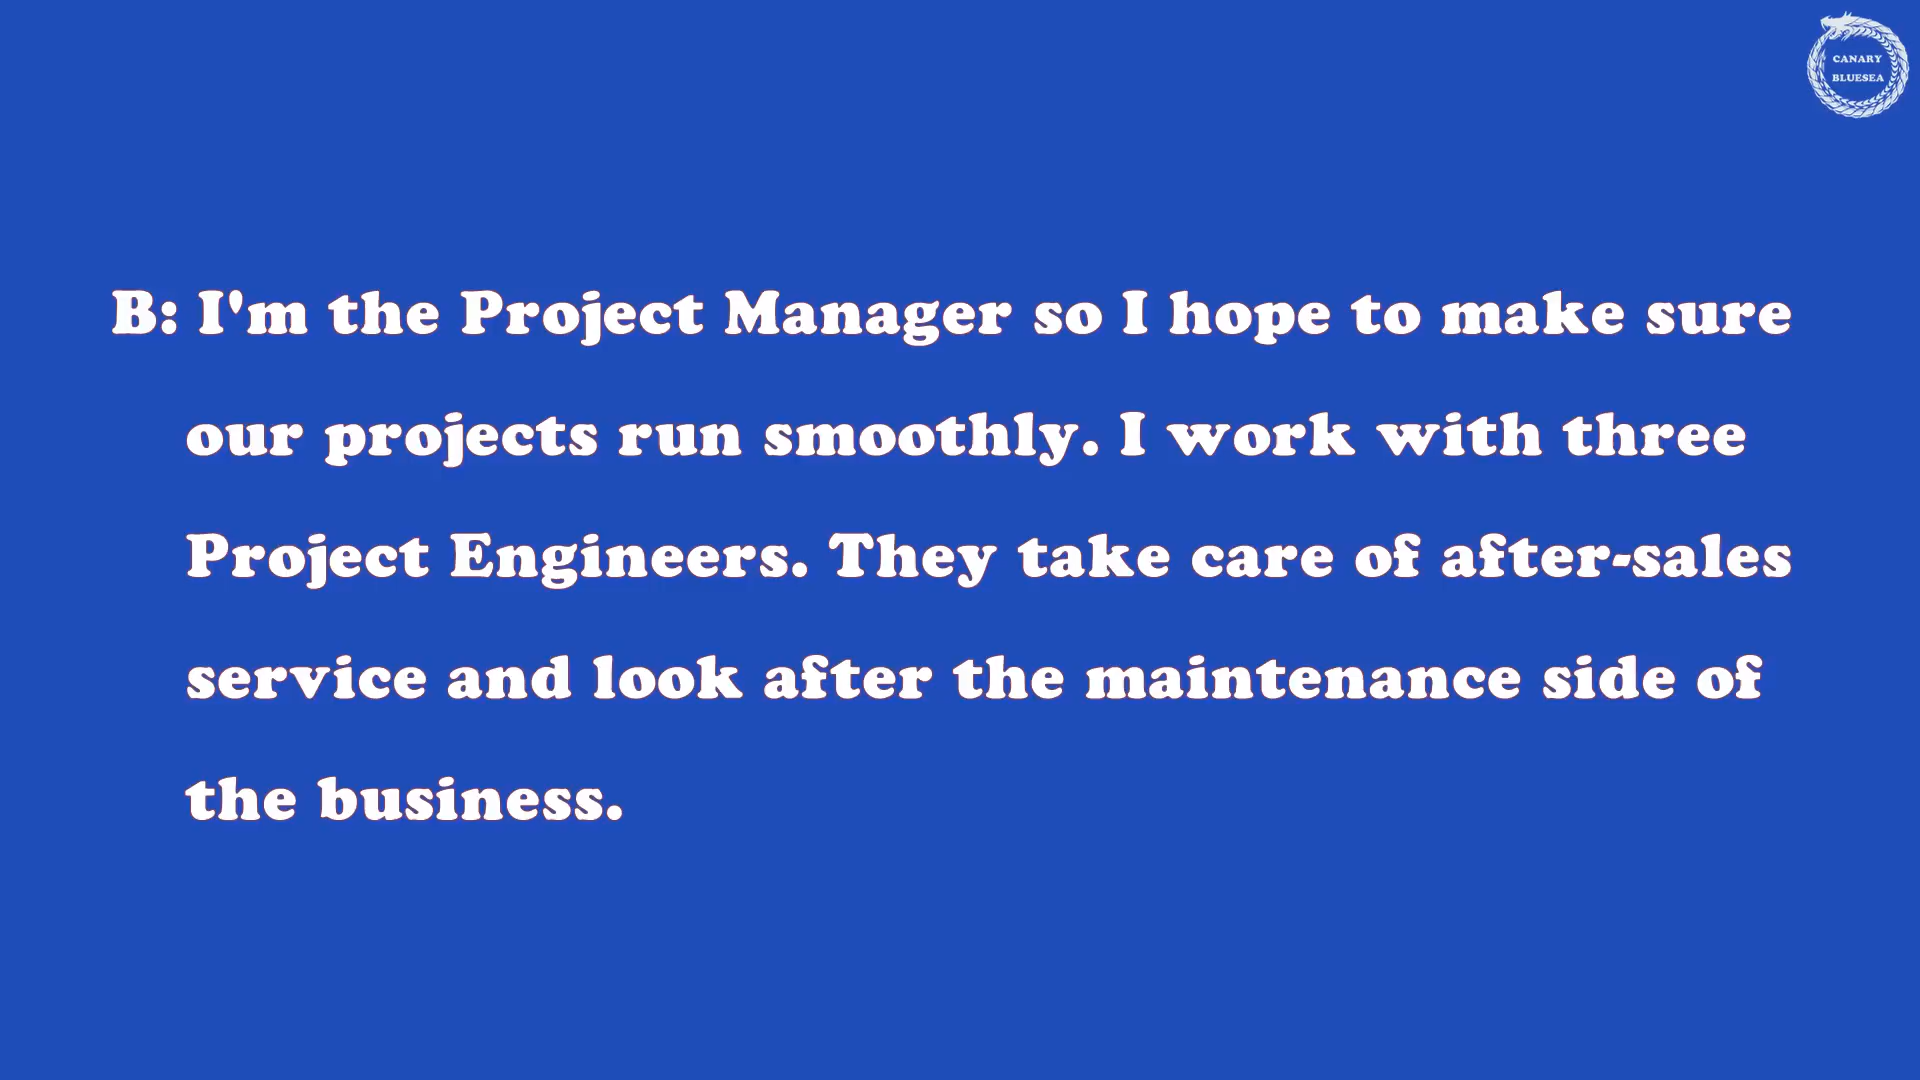 CANARY
BLUESEA
B: I'm the Project Manager so I hope to make sure
our projects run smoothly. I work with three
Project Engineers. They take care of after-sales
service and look after the maintenance side of
the business.